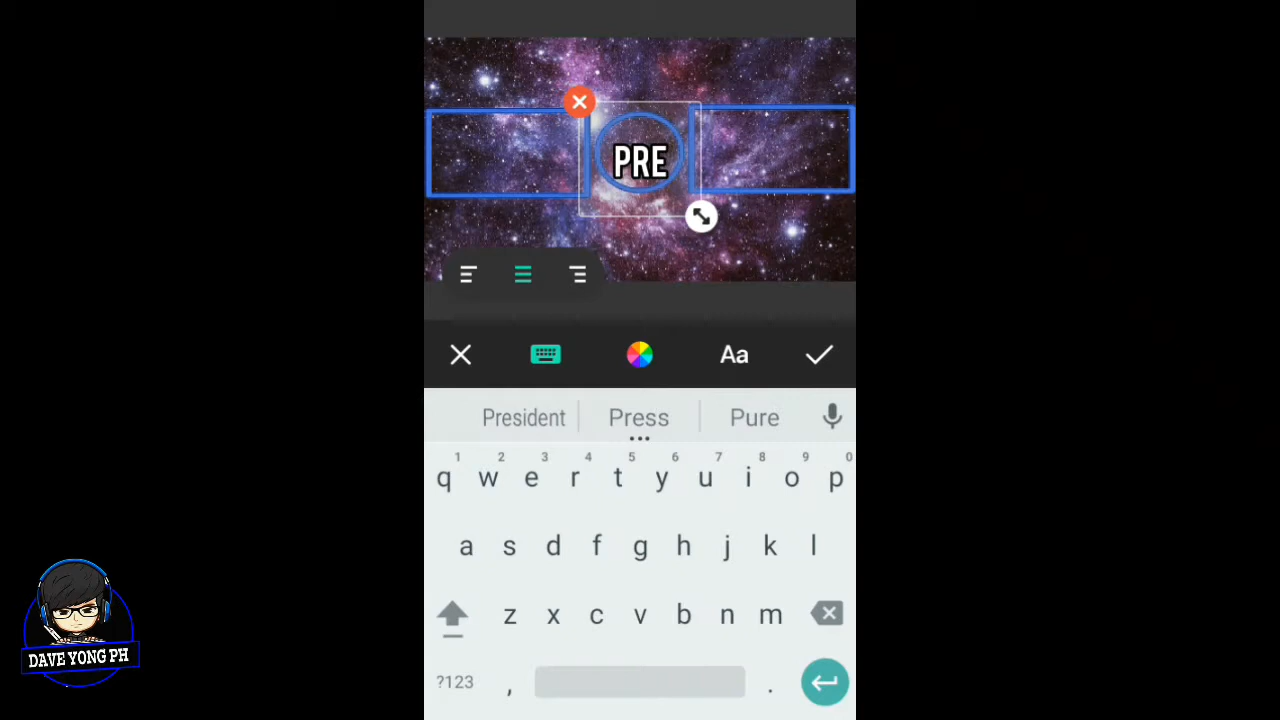 PRE
Aa
President Press Pure
1 2 3 4 5 6 7 8 9 0
q w e r t y u i o p
a s d f g h j k l
z x c v b n m
?123 , .
DAVE YONG PH